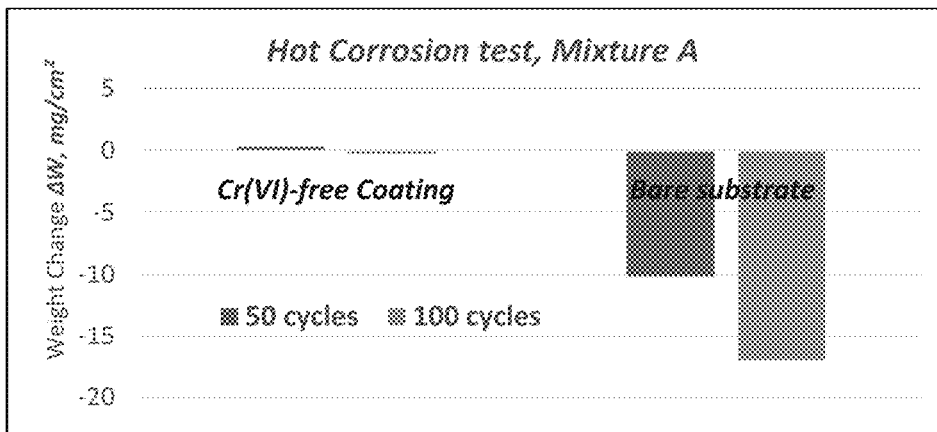 Hot Corrosion test, Mixture A
Weight Change ΔW, mg/cm²
5
0
Cr(VI)-free Coating Bare substrate
-5
-10
50 cycles 100 cycles
-15
-20